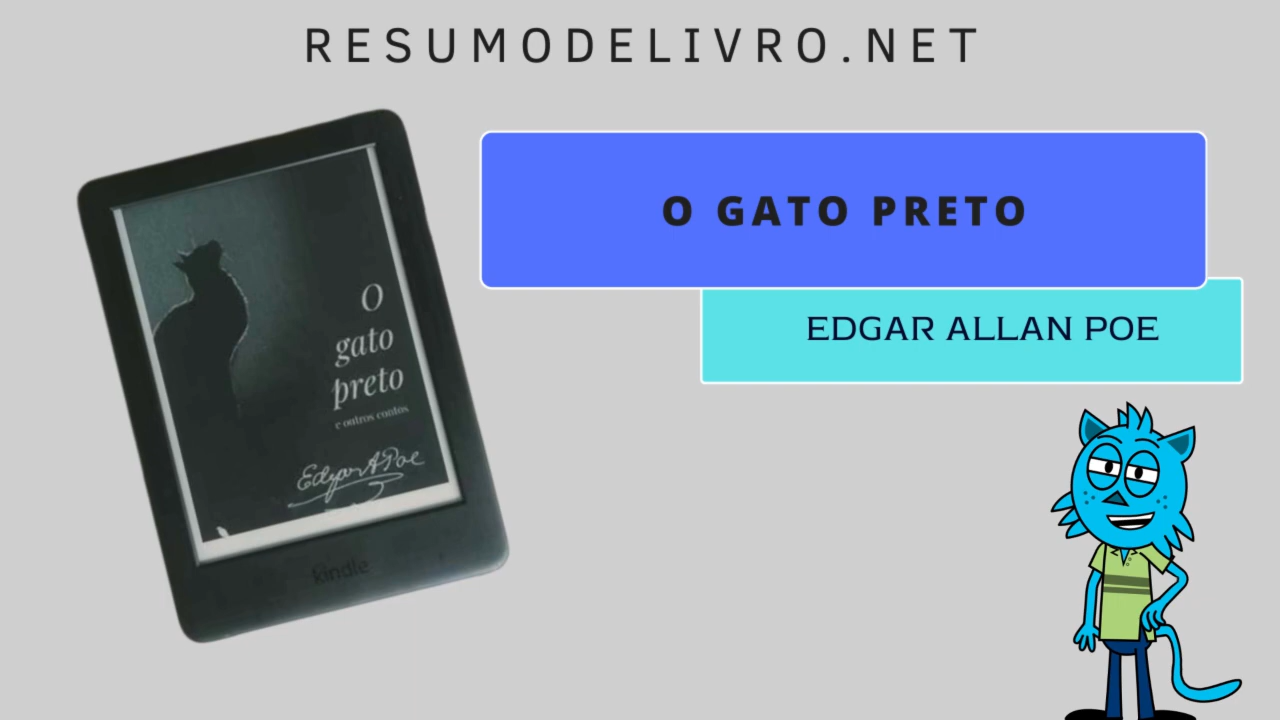 RESUMODELIVRO.NET
O GATO PRETO
EDGAR ALLAN POE
O
gato
preto
e outros contos
Edgar A Poe
kindle